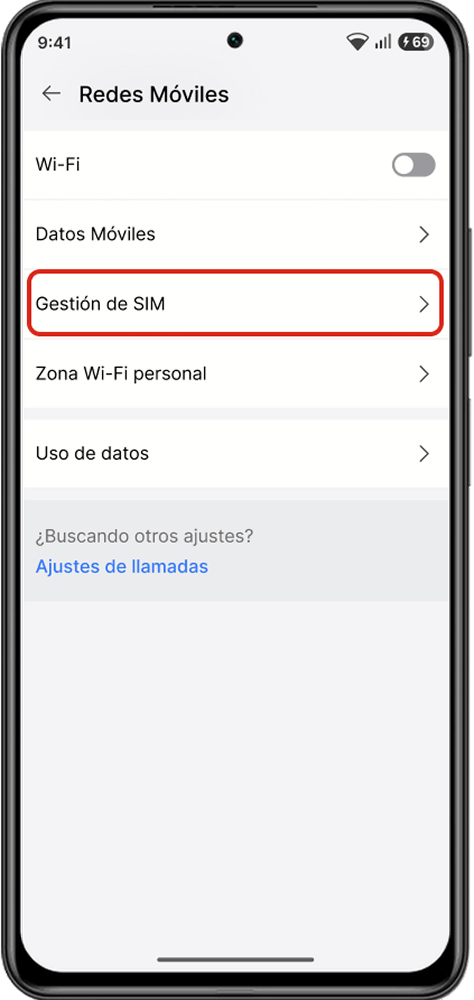 9:41
69
Redes Móviles
Wi-Fi
Datos Móviles
Gestión de SIM
Zona Wi-Fi personal
Uso de datos
¿Buscando otros ajustes?
Ajustes de llamadas